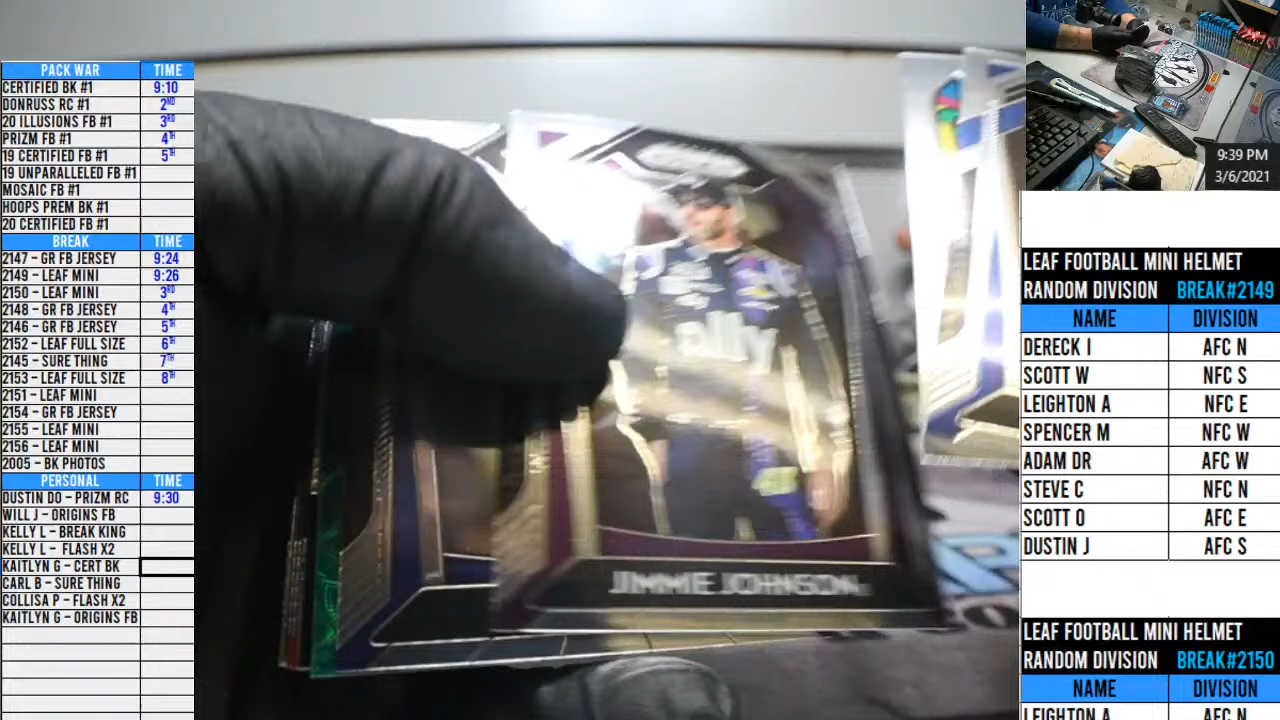 PACK WAR TIME
CERTIFIED BK #1 9:10
DONRUSS RC #1 2ND
20 ILLUSIONS FB #1 3RD
PRIZM FB #1 4TH
19 CERTIFIED FB #1 5TH
19 UNPARALLELED FB #1
MOSAIC FB #1
HOOPS PREM BK #1
20 CERTIFIED FB #1
BREAK TIME
2147 – GR FB JERSEY 9:24
2149 – LEAF MINI 9:26
2150 – LEAF MINI 3RD
2148 – GR FB JERSEY 4TH
2146 – GR FB JERSEY 5TH
2152 – LEAF FULL SIZE 6TH
2145 – SURE THING 7TH
2153 – LEAF FULL SIZE 8TH
2151 – LEAF MINI
2154 – GR FB JERSEY
2155 – LEAF MINI
2156 – LEAF MINI
2005 – BK PHOTOS
PERSONAL TIME
DUSTIN DO – PRIZM RC 9:30
WILL J – ORIGINS FB
KELLY L – BREAK KING
KELLY L – FLASH X2
KAITLYN G – CERT BK
CARL B – SURE THING
COLLISA P – FLASH X2
KAITLYN G – ORIGINS FB
ally
JIMMIE JOHNSON
9:39 PM
3/6/2021
LEAF FOOTBALL MINI HELMET
RANDOM DIVISION BREAK#2149
NAME DIVISION
DERECK I AFC N
SCOTT W NFC S
LEIGHTON A NFC E
SPENCER M NFC W
ADAM DR AFC W
STEVE C NFC N
SCOTT O AFC E
DUSTIN J AFC S
LEAF FOOTBALL MINI HELMET
RANDOM DIVISION BREAK#2150
NAME DIVISION
LEIGHTON A AFC N